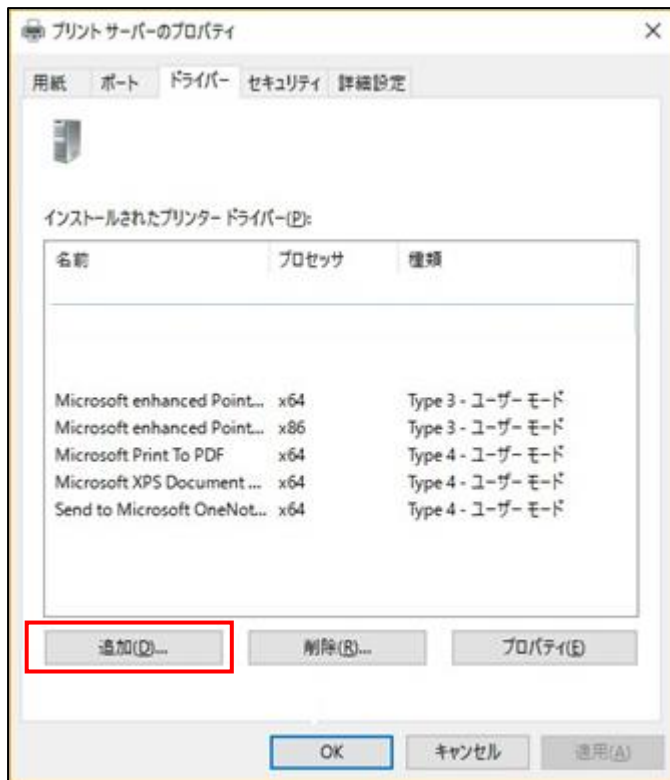 プリント サーバーのプロパティ
用紙 ポート ドライバー セキュリティ 詳細設定
インストールされたプリンター ドライバー(P):
名前 プロセッサ 種類
Microsoft enhanced Point... x64 Type 3 - ユーザー モード
Microsoft enhanced Point... x86 Type 3 - ユーザー モード
Microsoft Print To PDF x64 Type 4 - ユーザー モード
Microsoft XPS Document ... x64 Type 4 - ユーザー モード
Send to Microsoft OneNot... x64 Type 4 - ユーザー モード
追加(D)... 削除(R)... プロパティ(E)
OK キャンセル 適用(A)